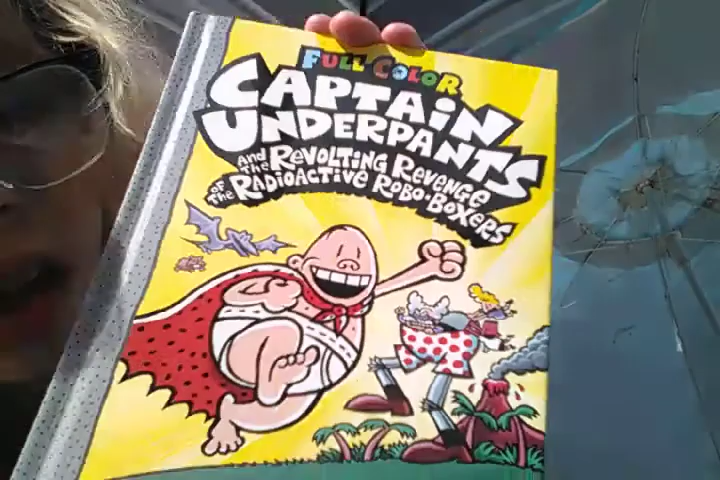 FULL COLOR
CAPTAiN
UNDERPANTS
And The REVOLTiNG REVENGE
OF The RADiOACTiVE ROBO-BOXERS